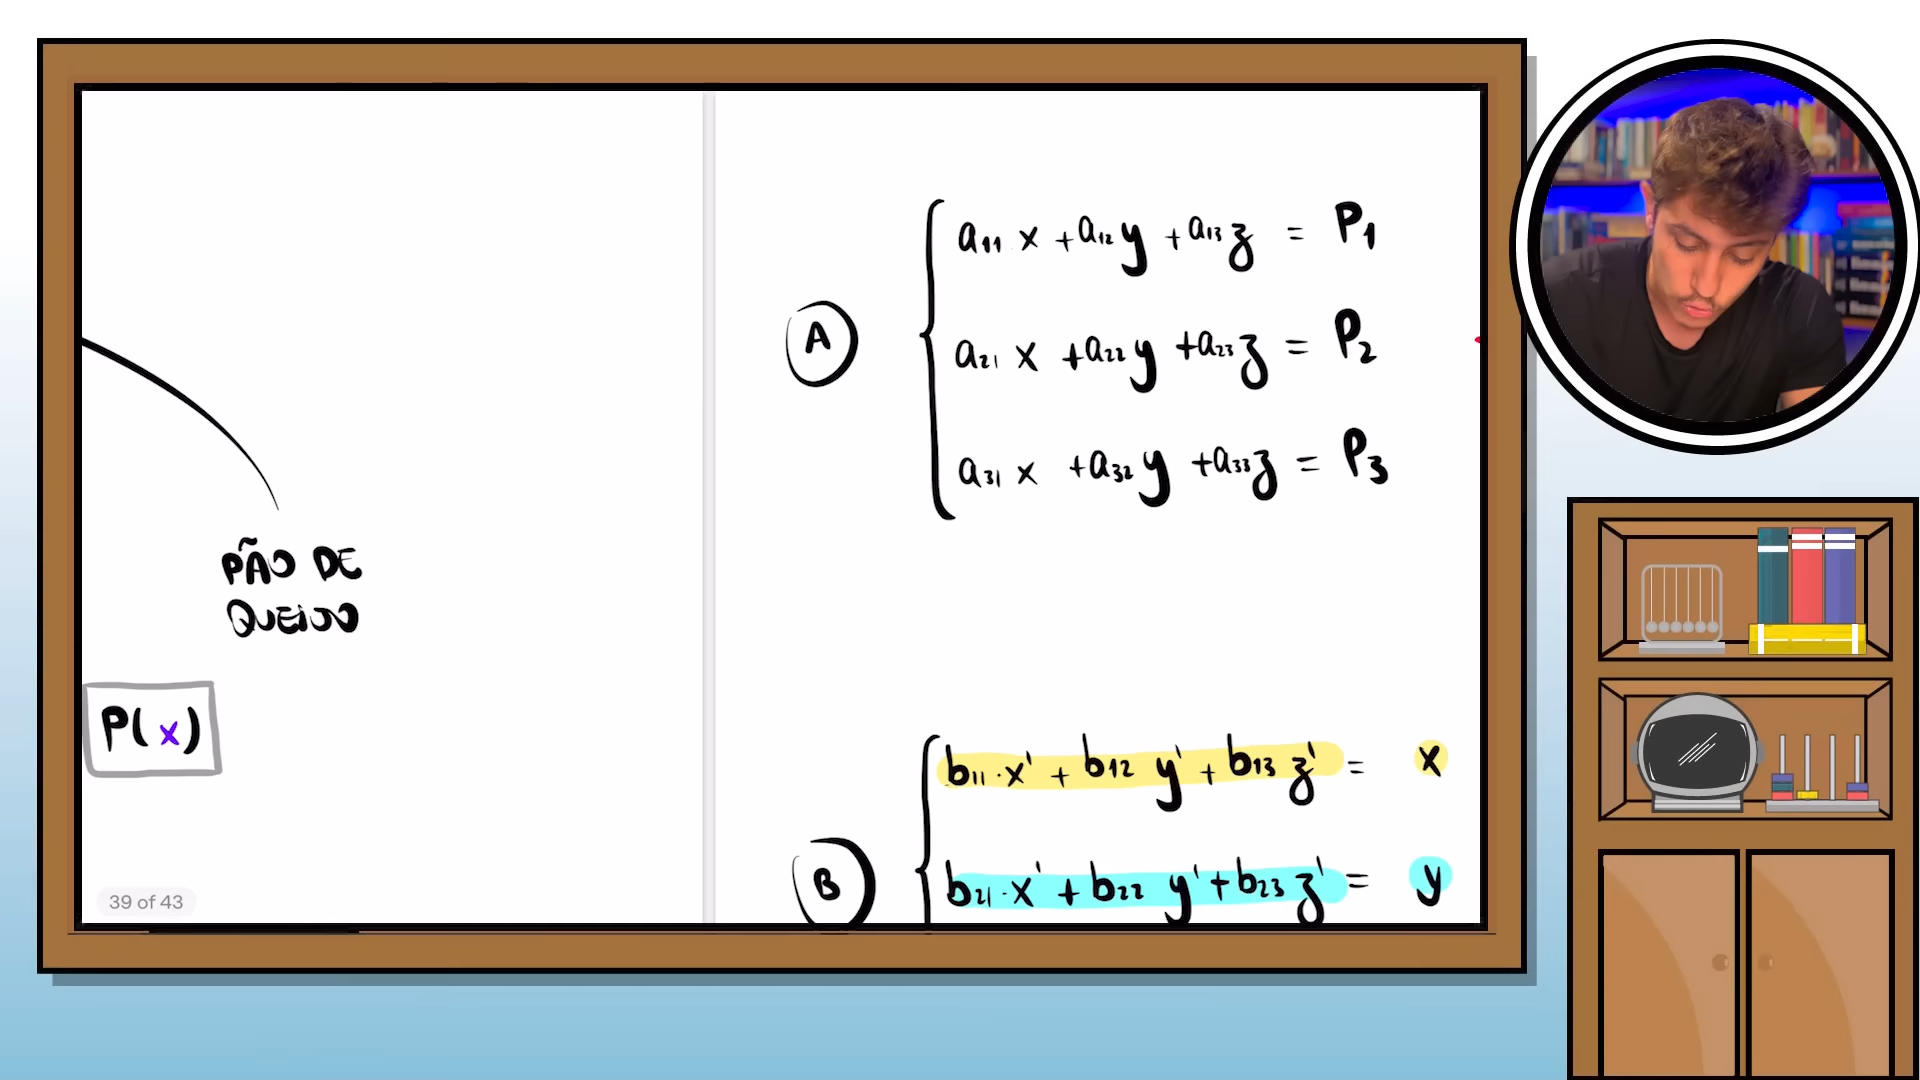 PÃO DE
QUEIJO
P(x)
39 of 43
A
a11 x + a12 y + a13 z = P1
a21 x + a22 y + a23 z = P2
a31 x + a32 y + a33 z = P3
B
b11 · x' + b12 y' + b13 z' = x
b21 · x' + b22 y' + b23 z' = y